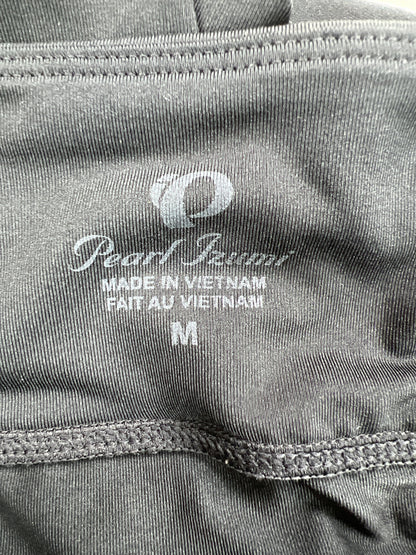 Pearl Izumi
MADE IN VIETNAM
FAIT AU VIETNAM
M